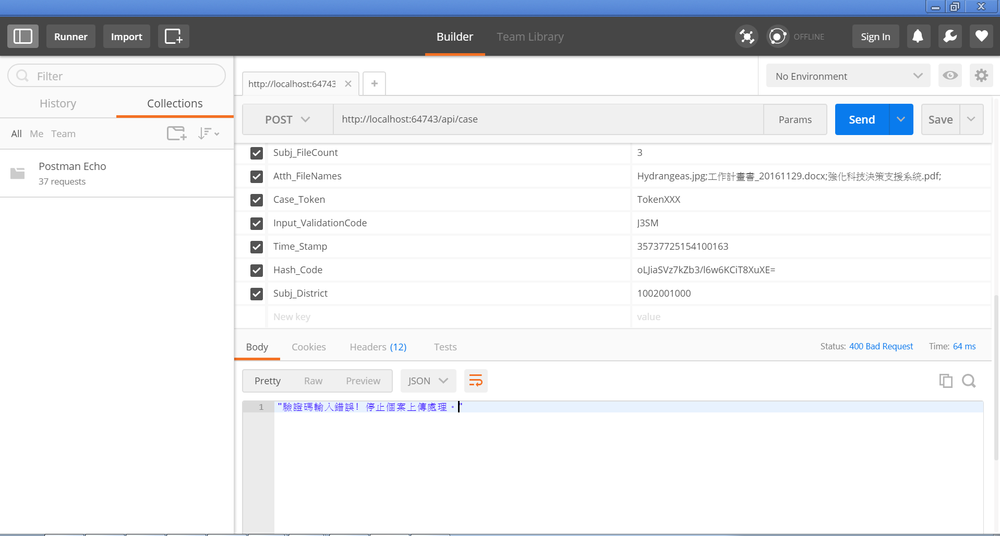 Runner
Import
Builder
Team Library
OFFLINE
Sign In
Filter
History
Collections
All Me Team
Postman Echo
37 requests
http://localhost:64743
No Environment
POST
http://localhost:64743/api/case
Params
Send
Save
Subj_FileCount 3
Atth_FileNames Hydrangeas.jpg;工作計畫書_20161129.docx;強化科技決策支援系統.pdf;
Case_Token TokenXXX
Input_ValidationCode J3SM
Time_Stamp 35737725154100163
Hash_Code oLJiaSVz7kZb3/l6w6KCiT8XuXE=
Subj_District 1002001000
New key value
Body Cookies Headers (12) Tests
Status: 400 Bad Request Time: 64 ms
Pretty Raw Preview JSON
1 "驗證碼輸入錯誤! 停止個案上傳處理。"